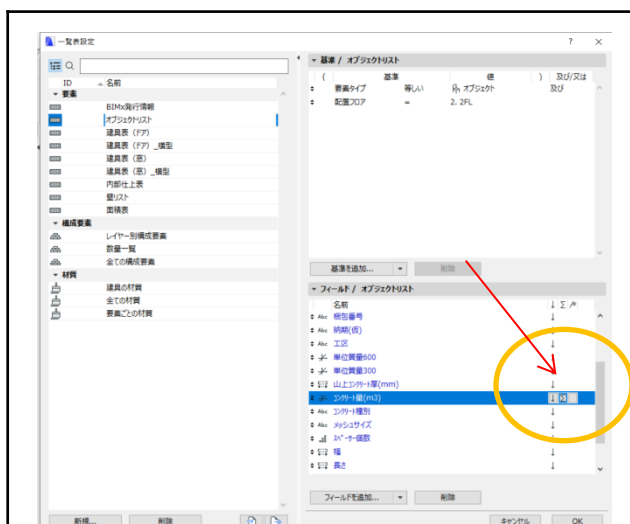 一覧表設定
? ×
ID 名前
要素
BIMx発行情報
オブジェクトリスト
建具表（ドア）
建具表（ドア）_横型
建具表（窓）
建具表（窓）_横型
内部仕上表
壁リスト
面積表
構成要素
レイヤー別構成要素
数量一覧
全ての構成要素
材質
建具の材質
全ての材質
要素ごとの材質
新規... 削除
基準 / オブジェクトリスト
( 基準 値 ) 及び/又は
要素タイプ 等しい オブジェクト 及び
配置フロア = 2. 2FL
基準を追加... 削除
フィールド / オブジェクトリスト
名前 ↓ Σ
Abc 梱包番号 ↓
Abc 納期(仮) ↓
Abc 工区 ↓
単位質量600 ↓
単位質量300 ↓
山上コンクリート厚(mm) ↓
コンクリート量(m3) ↓ Σ
Abc コンクリート種別 ↓
Abc メッシュサイズ ↓
スペーサー個数 ↓
幅 ↓
長さ ↓
フィールドを追加... 削除
キャンセル OK